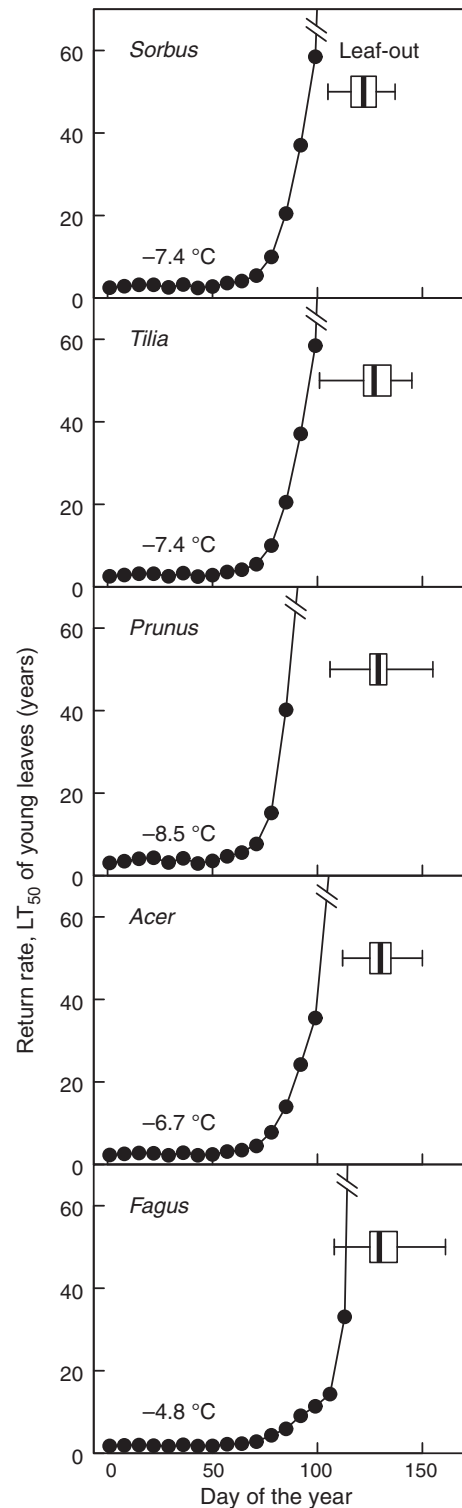 60
Sorbus
Leaf-out
40
20
–7.4 °C
0
60
Tilia
40
20
–7.4 °C
0
60
Prunus
40
20
–8.5 °C
0
60
Acer
40
20
–6.7 °C
0
60
Fagus
40
20
–4.8 °C
0
0 50 100 150
Day of the year
Return rate, LT50 of young leaves (years)